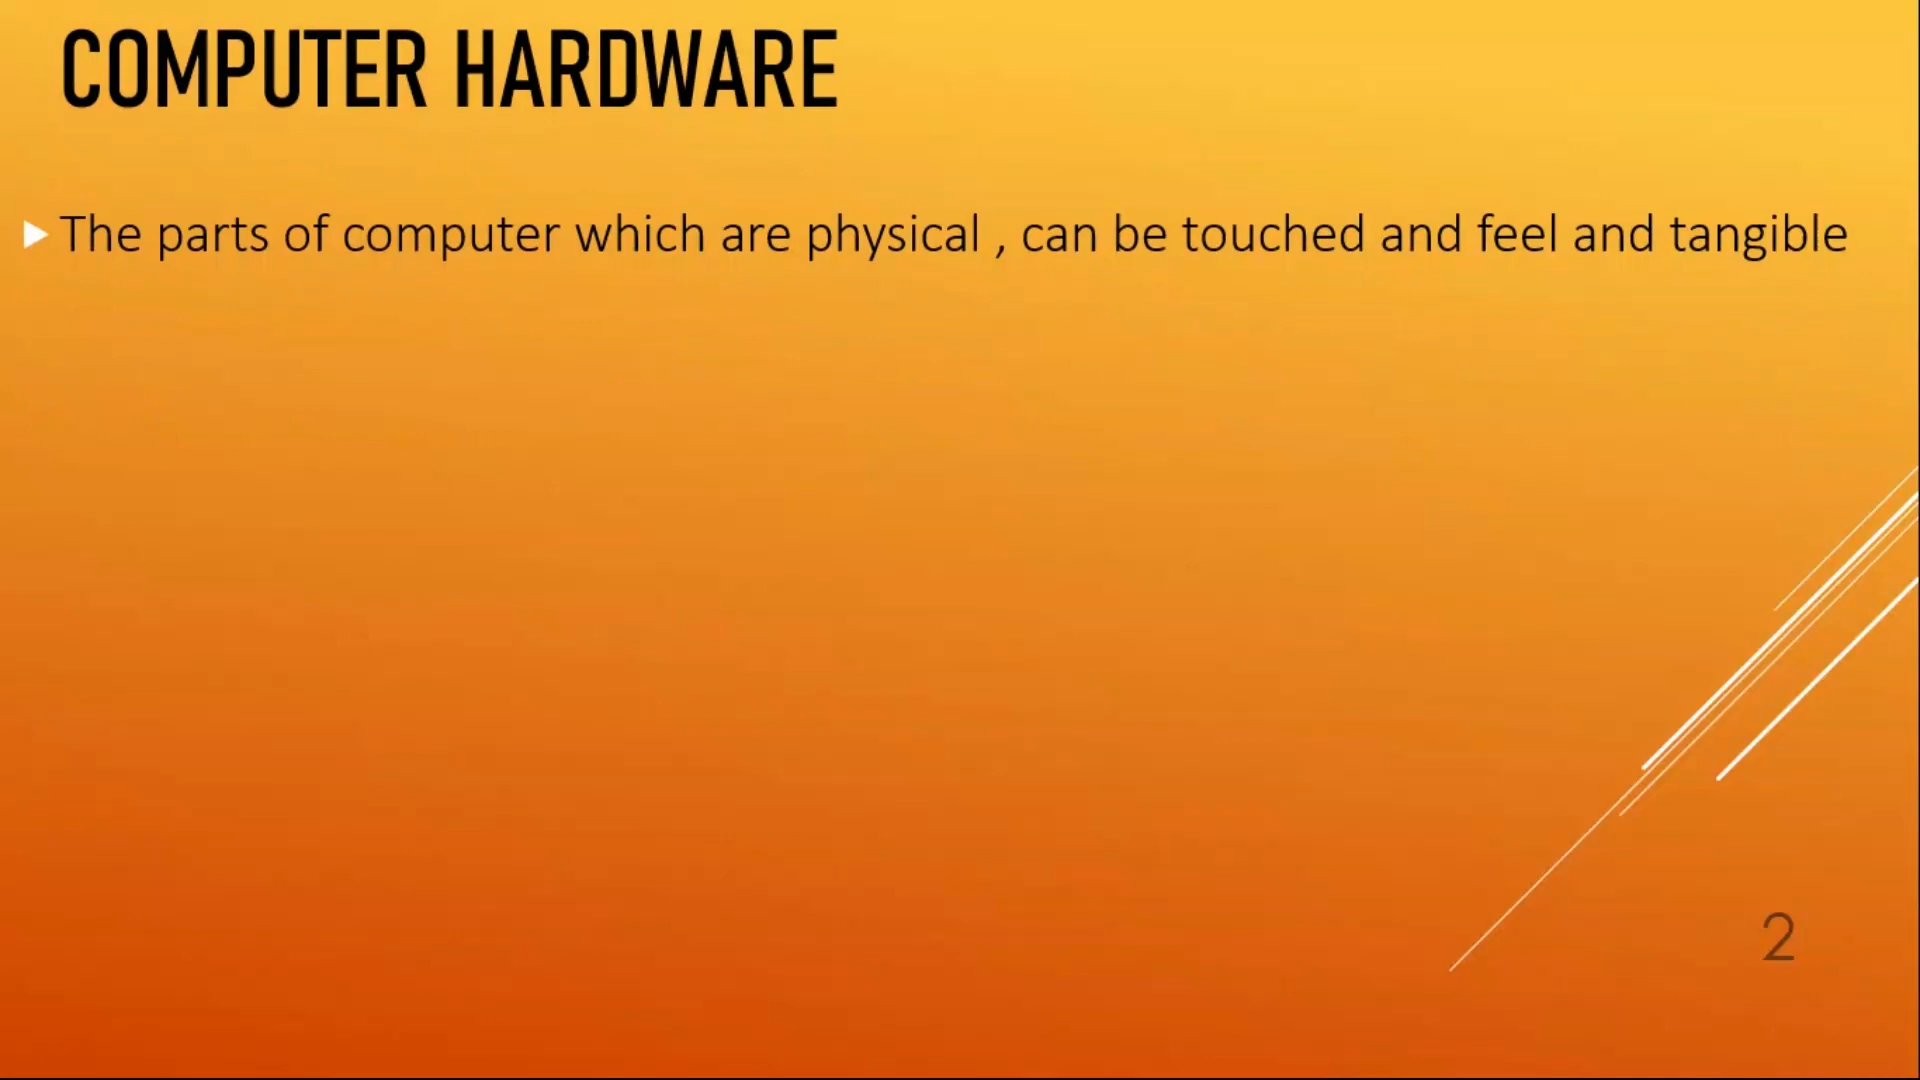 COMPUTER HARDWARE
The parts of computer which are physical , can be touched and feel and tangible
2